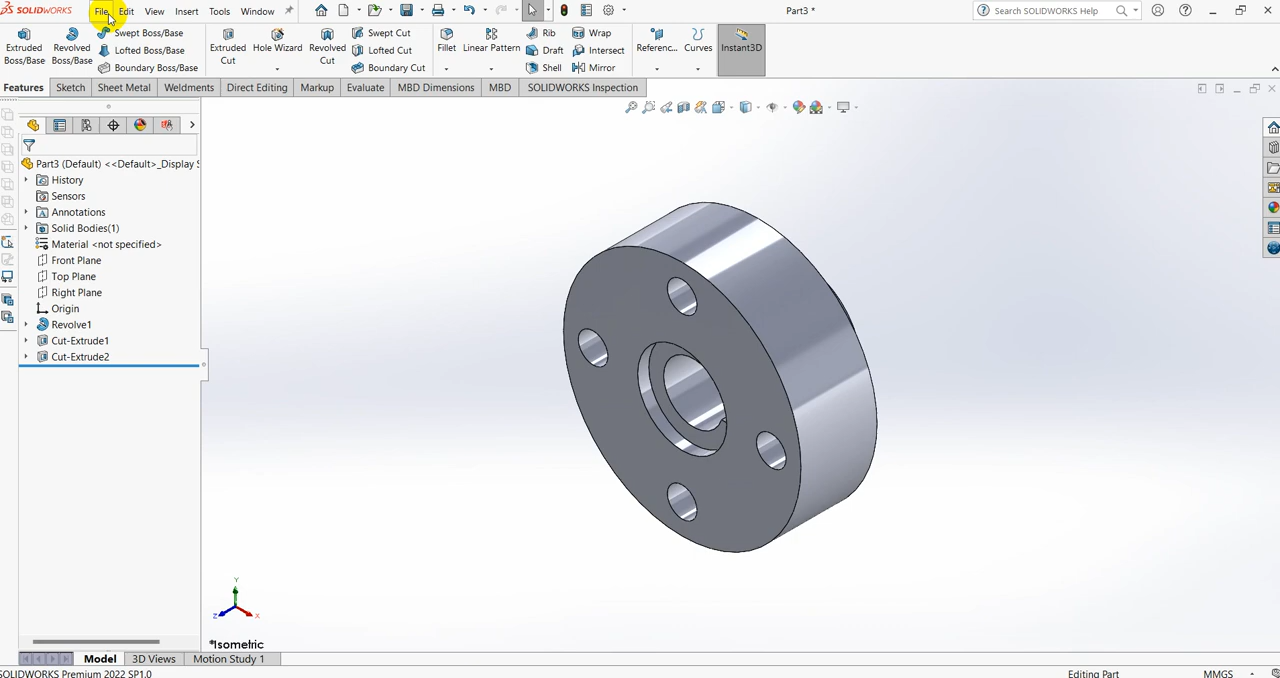 SOLIDWORKS File Edit View Insert Tools Window Part3 * Search SOLIDWORKS Help
Extruded Boss/Base
Revolved Boss/Base
Swept Boss/Base
Lofted Boss/Base
Boundary Boss/Base
Extruded Cut
Hole Wizard
Revolved Cut
Swept Cut
Lofted Cut
Boundary Cut
Fillet
Linear Pattern
Rib
Draft
Shell
Wrap
Intersect
Mirror
Referenc...
Curves
Instant3D
Features Sketch Sheet Metal Weldments Direct Editing Markup Evaluate MBD Dimensions MBD SOLIDWORKS Inspection
Part3 (Default) <<Default>_Display S
History
Sensors
Annotations
Solid Bodies(1)
Material <not specified>
Front Plane
Top Plane
Right Plane
Origin
Revolve1
Cut-Extrude1
Cut-Extrude2
Y
Z X
*Isometric
Model 3D Views Motion Study 1
SOLIDWORKS Premium 2022 SP1.0 Editing Part MMGS